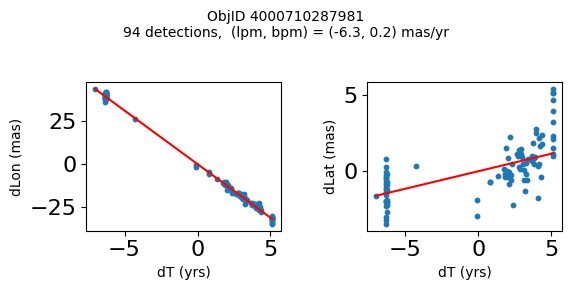 ObjID 4000710287981
94 detections,  (lpm, bpm) = (-6.3, 0.2) mas/yr
dLon (mas)
25
0
−25
−5
0
5
dT (yrs)
dLat (mas)
5
0
−5
0
5
dT (yrs)